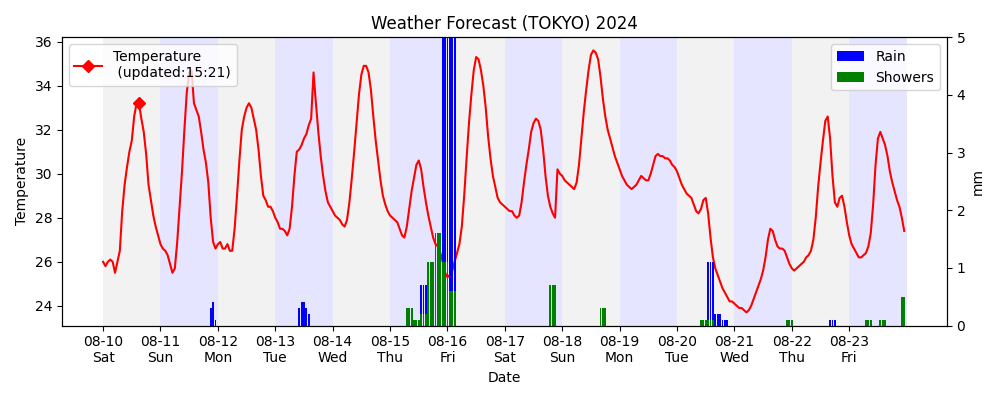 Weather Forecast (TOKYO) 2024
Temperature
(updated:15:21)
Rain
Showers
Temperature
36
34
32
30
28
26
24
5
4
3
2
1
0
mm
08-10 08-11 08-12 08-13 08-14 08-15 08-16 08-17 08-18 08-19 08-20 08-21 08-22 08-23
Sat Sun Mon Tue Wed Thu Fri Sat Sun Mon Tue Wed Thu Fri
Date